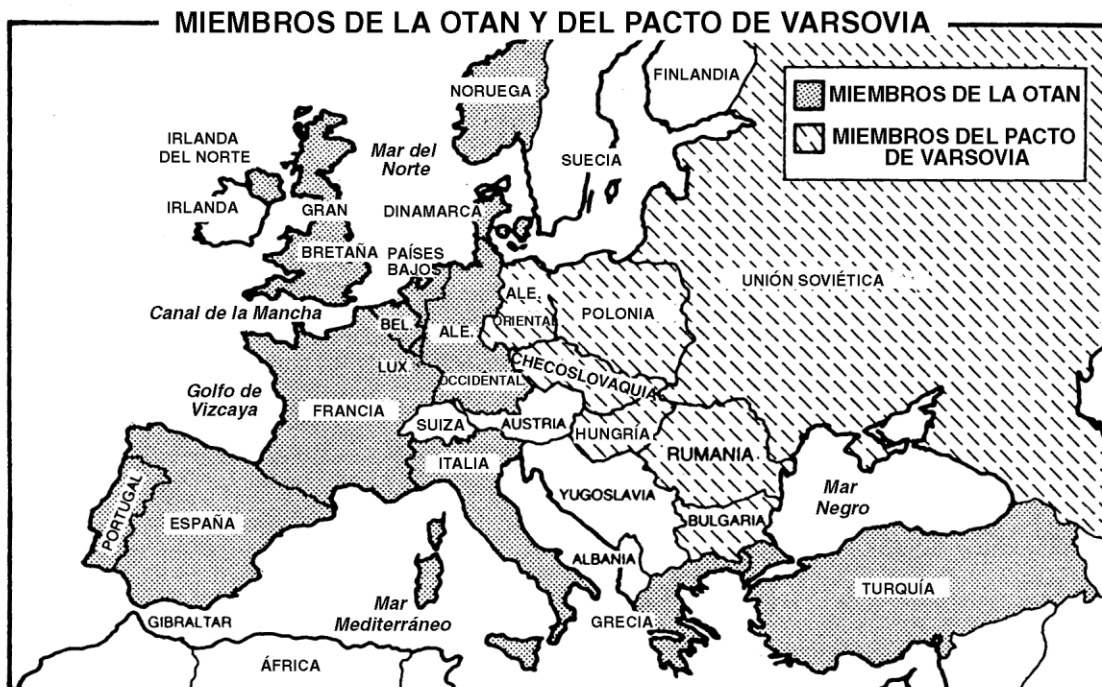 MIEMBROS DE LA OTAN Y DEL PACTO DE VARSOVIA
MIEMBROS DE LA OTAN
MIEMBROS DEL PACTO
DE VARSOVIA
NORUEGA
FINLANDIA
IRLANDA
DEL NORTE
Mar del
Norte
SUECIA
IRLANDA
GRAN
BRETAÑA
DINAMARCA
PAÍSES
BAJOS
UNIÓN SOVIÉTICA
Canal de la Mancha
BEL
ALE.
OCCIDENTAL
ALE.
ORIENTAL
POLONIA
LUX
CHECOSLOVAQUIA
Golfo de
Vizcaya
FRANCIA
SUIZA
AUSTRIA
HUNGRÍA
RUMANIA
ITALIA
PORTUGAL
ESPAÑA
YUGOSLAVIA
Mar
Negro
BULGARIA
ALBANIA
TURQUÍA
Mar
Mediterráneo
GRECIA
GIBRALTAR
ÁFRICA